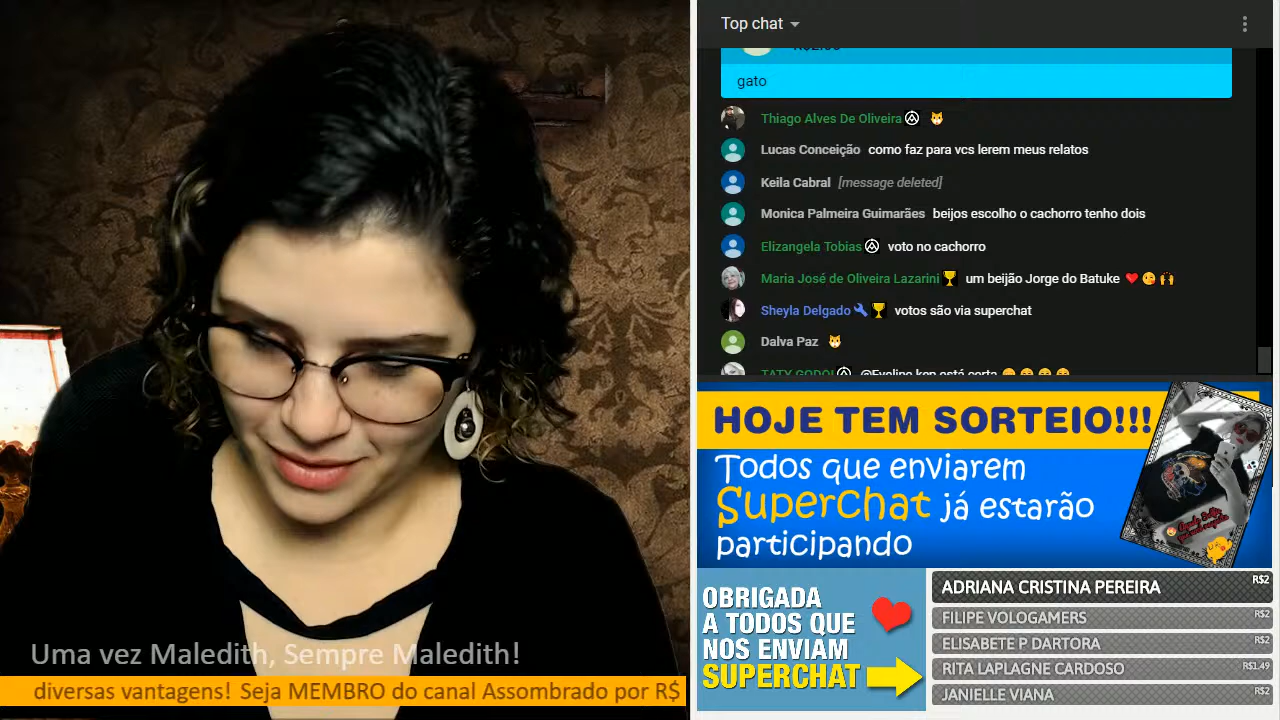 Top chat
gato
Thiago Alves De Oliveira 🐱
Lucas Conceição como faz para vcs lerem meus relatos
Keila Cabral [message deleted]
Monica Palmeira Guimarães beijos escolho o cachorro tenho dois
Elizangela Tobias voto no cachorro
Maria José de Oliveira Lazarini um beijão Jorge do Batuke ❤️😘🙌
Sheyla Delgado votos são via superchat
Dalva Paz 🐱
HOJE TEM SORTEIO!!!
Todos que enviarem
Superchat já estarão
participando
OBRIGADA
A TODOS QUE
NOS ENVIAM
SUPERCHAT
ADRIANA CRISTINA PEREIRA R$2
FILIPE VOLOGAMERS R$2
ELISABETE P DARTORA R$2
RITA LAPLAGNE CARDOSO R$1.49
JANIELLE VIANA R$2
Uma vez Maledith, Sempre Maledith!
diversas vantagens! Seja MEMBRO do canal Assombrado por R$